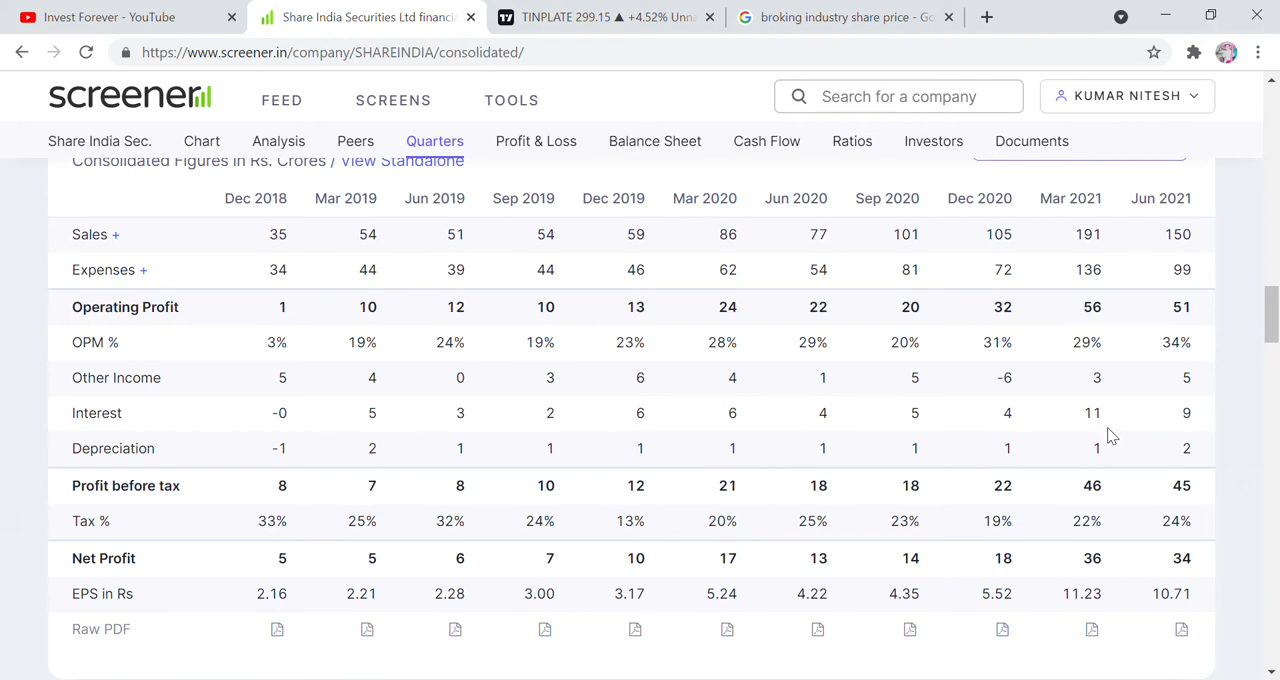 Invest Forever - YouTube
Share India Securities Ltd financia
TINPLATE 299.15 ▲ +4.52% Unna
broking industry share price - Go
https://www.screener.in/company/SHAREINDIA/consolidated/
screener
FEED
SCREENS
TOOLS
Search for a company
KUMAR NITESH
Share India Sec. Chart Analysis Peers Quarters Profit & Loss Balance Sheet Cash Flow Ratios Investors Documents
Consolidated Figures in Rs. Crores / View Standalone
Dec 2018 Mar 2019 Jun 2019 Sep 2019 Dec 2019 Mar 2020 Jun 2020 Sep 2020 Dec 2020 Mar 2021 Jun 2021
Sales + 35 54 51 54 59 86 77 101 105 191 150
Expenses + 34 44 39 44 46 62 54 81 72 136 99
Operating Profit 1 10 12 10 13 24 22 20 32 56 51
OPM % 3% 19% 24% 19% 23% 28% 29% 20% 31% 29% 34%
Other Income 5 4 0 3 6 4 1 5 -6 3 5
Interest -0 5 3 2 6 6 4 5 4 11 9
Depreciation -1 2 1 1 1 1 1 1 1 1 2
Profit before tax 8 7 8 10 12 21 18 18 22 46 45
Tax % 33% 25% 32% 24% 13% 20% 25% 23% 19% 22% 24%
Net Profit 5 5 6 7 10 17 13 14 18 36 34
EPS in Rs 2.16 2.21 2.28 3.00 3.17 5.24 4.22 4.35 5.52 11.23 10.71
Raw PDF